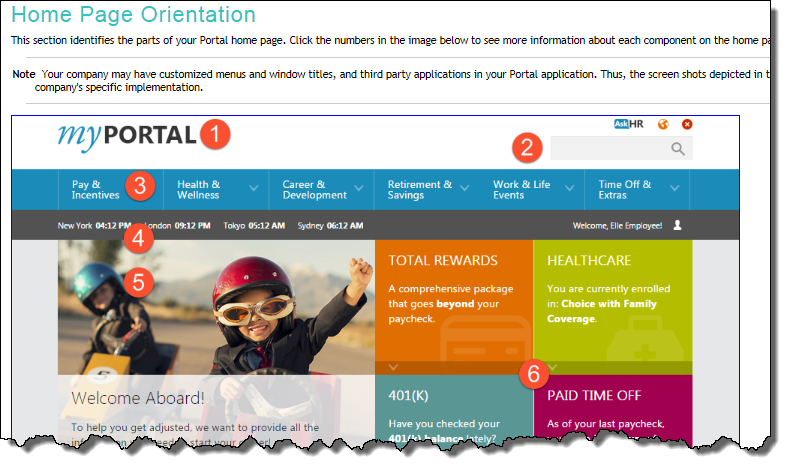 Home Page Orientation
This section identifies the parts of your Portal home page. Click the numbers in the image below to see more information about each component on the home
Note Your company may have customized menus and window titles, and third party applications in your Portal application. Thus, the screen shots depicted in
company's specific implementation.
myPORTAL 1
AskHR
2
Pay &
Incentives
3
Health &
Wellness
Career &
Development
Retirement &
Savings
Work & Life
Events
Time Off &
Extras
New York 04:12 PM London 09:12 PM Tokyo 05:12 AM Sydney 06:12 AM Welcome, Elle Employee!
4
5
TOTAL REWARDS
A comprehensive package
that goes beyond your
paycheck.
HEALTHCARE
You are currently enrolled
in: Choice with Family
Coverage.
6
Welcome Aboard!
To help you get adjusted, we want to provide all the
start your career!
401(K)
Have you checked your
401(k) balance lately?
PAID TIME OFF
As of your last paycheck,